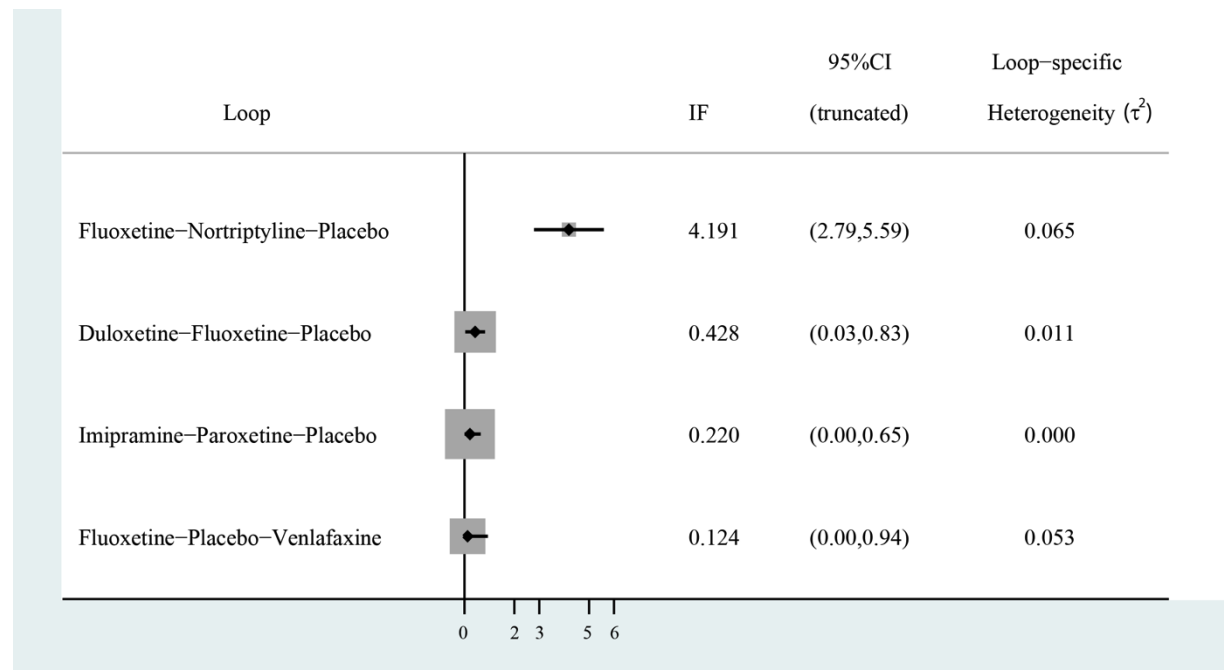 95%CI Loop−specific
Loop IF (truncated) Heterogeneity (τ²)
Fluoxetine−Nortriptyline−Placebo 4.191 (2.79,5.59) 0.065
Duloxetine−Fluoxetine−Placebo 0.428 (0.03,0.83) 0.011
Imipramine−Paroxetine−Placebo 0.220 (0.00,0.65) 0.000
Fluoxetine−Placebo−Venlafaxine 0.124 (0.00,0.94) 0.053
0 2 3 5 6